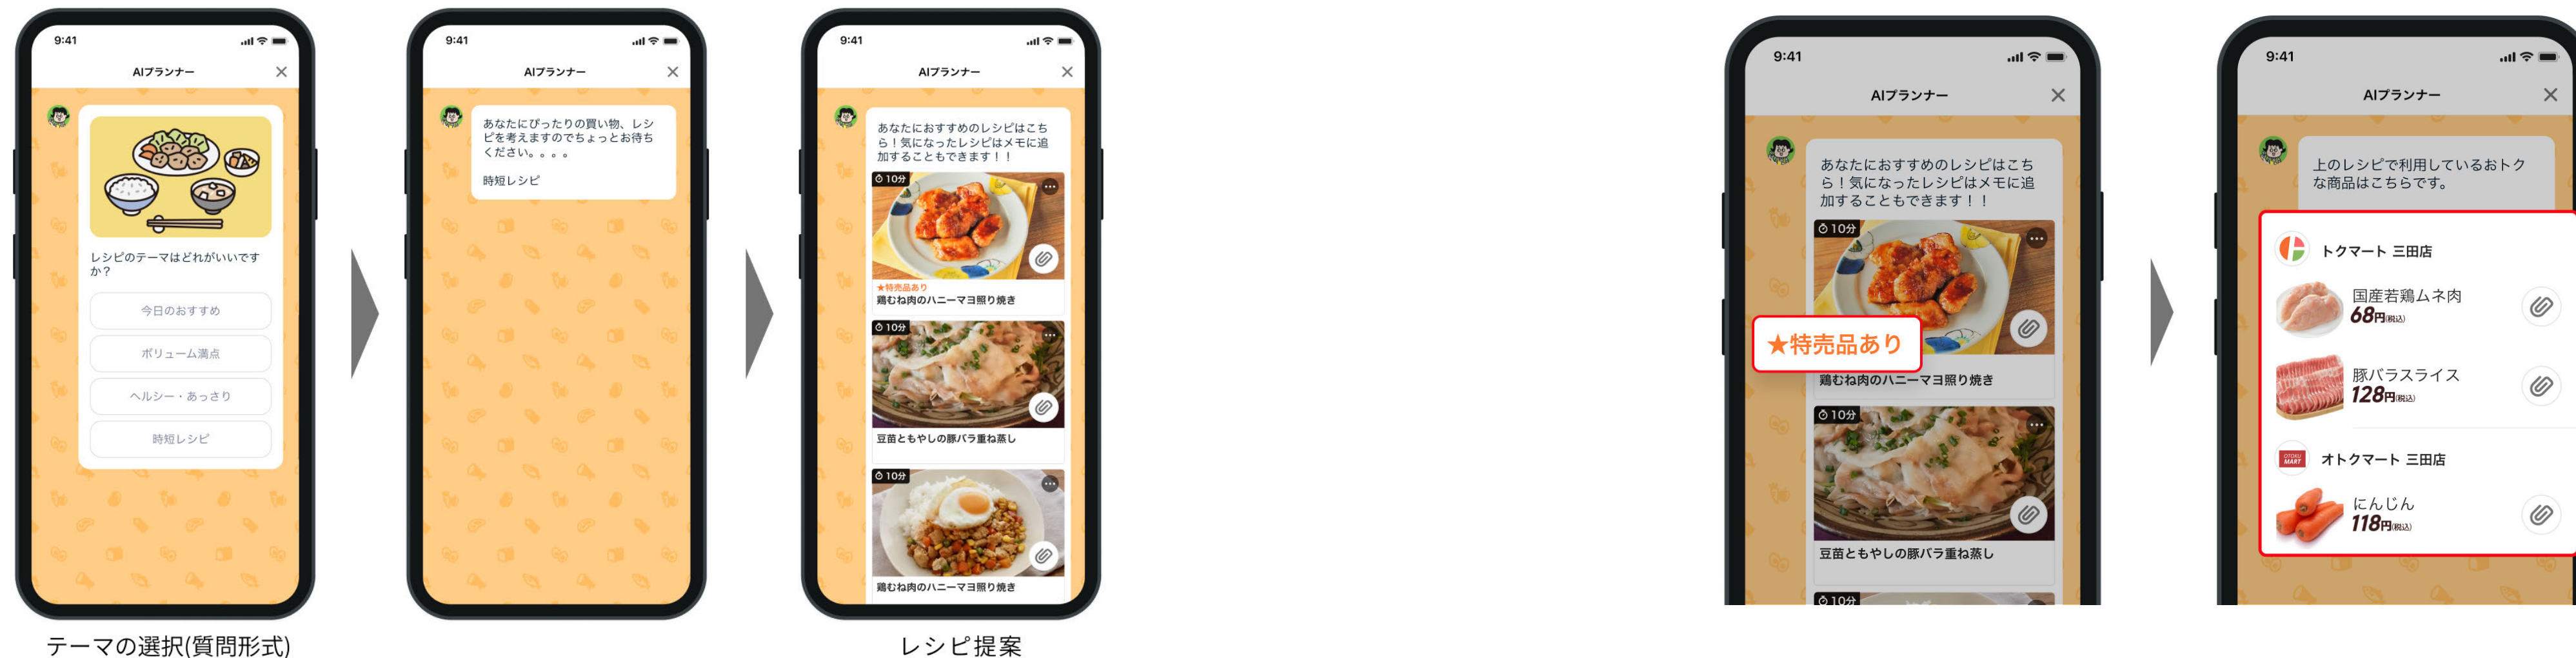 9:41
AIプランナー
レシピのテーマはどれがいいです
か？
今日のおすすめ
ボリューム満点
ヘルシー・あっさり
時短レシピ
テーマの選択(質問形式)
9:41
AIプランナー
あなたにぴったりの買い物、レシ
ピを考えますのでちょっとお待ち
ください。。。。
時短レシピ
9:41
AIプランナー
あなたにおすすめのレシピはこち
ら！気になったレシピはメモに追
加することもできます！！
10分
★特売品あり
鶏むね肉のハニーマヨ照り焼き
10分
豆苗ともやしの豚バラ重ね蒸し
10分
鶏むね肉のハニーマヨ照り焼き
レシピ提案
9:41
AIプランナー
あなたにおすすめのレシピはこち
ら！気になったレシピはメモに追
加することもできます！！
10分
★特売品あり
鶏むね肉のハニーマヨ照り焼き
10分
豆苗ともやしの豚バラ重ね蒸し
10分
9:41
AIプランナー
上のレシピで利用しているおトク
な商品はこちらです。
トクマート 三田店
国産若鶏ムネ肉
68円(税込)
豚バラスライス
128円(税込)
OTOKU
MART
オトクマート 三田店
にんじん
118円(税込)